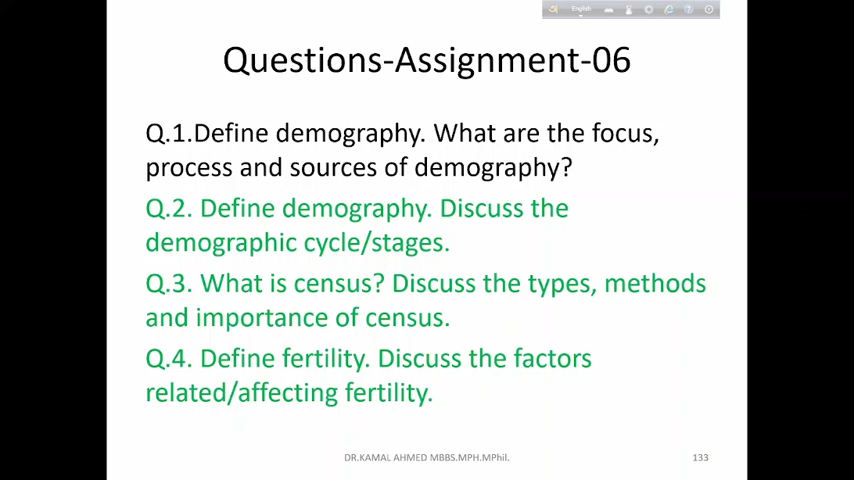 English
Questions-Assignment-06
Q.1.Define demography. What are the focus,
process and sources of demography?
Q.2. Define demography. Discuss the
demographic cycle/stages.
Q.3. What is census? Discuss the types, methods
and importance of census.
Q.4. Define fertility. Discuss the factors
related/affecting fertility.
DR.KAMAL AHMED MBBS.MPH.MPhil.
133